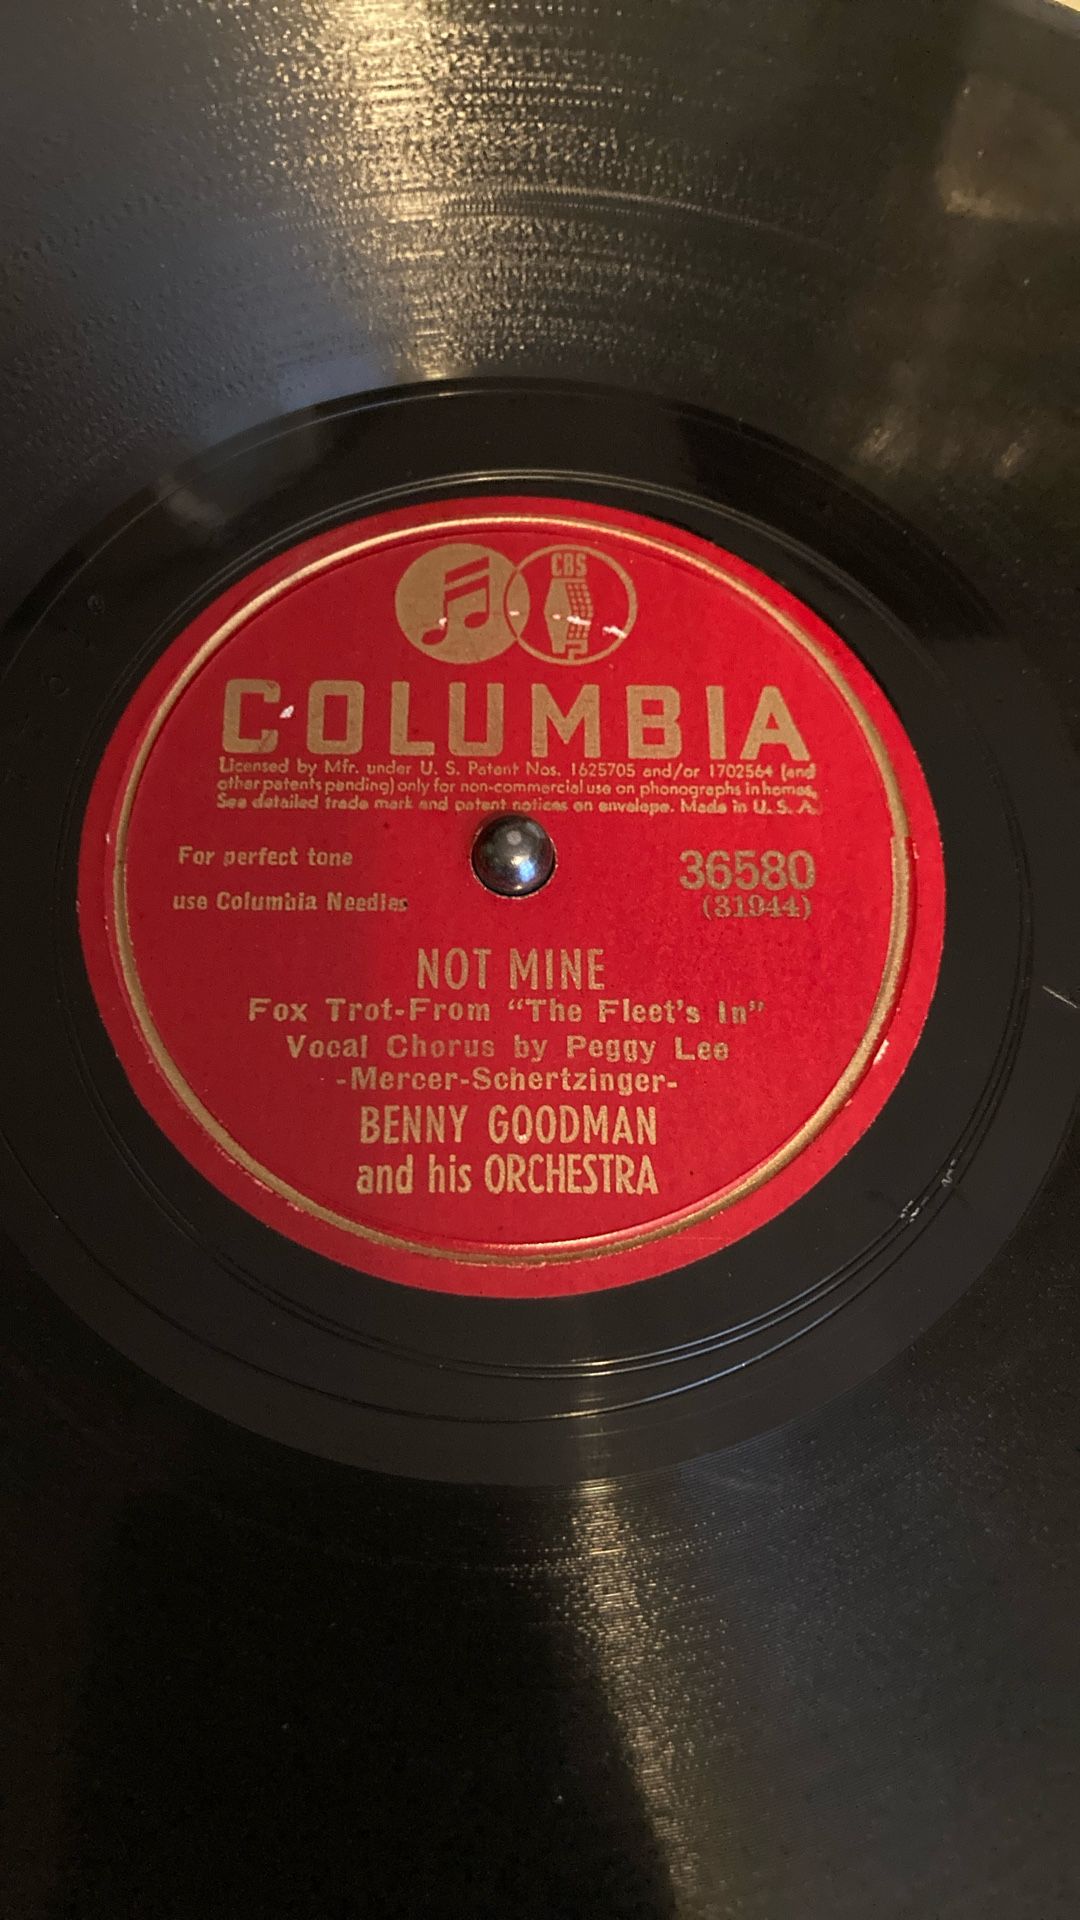 CBS
COLUMBIA
Licensed by Mfr. under U. S. Patent Nos. 1625705 and/or 1702564 (and
other patents pending) only for non-commercial use on phonographs in homes.
See detailed trade mark and patent notices on envelope. Made in U. S. A.
For perfect tone
use Columbia Needles
36580
(31944)
NOT MINE
Fox Trot-From “The Fleet's In”
Vocal Chorus by Peggy Lee
-Mercer-Schertzinger-
BENNY GOODMAN
and his ORCHESTRA